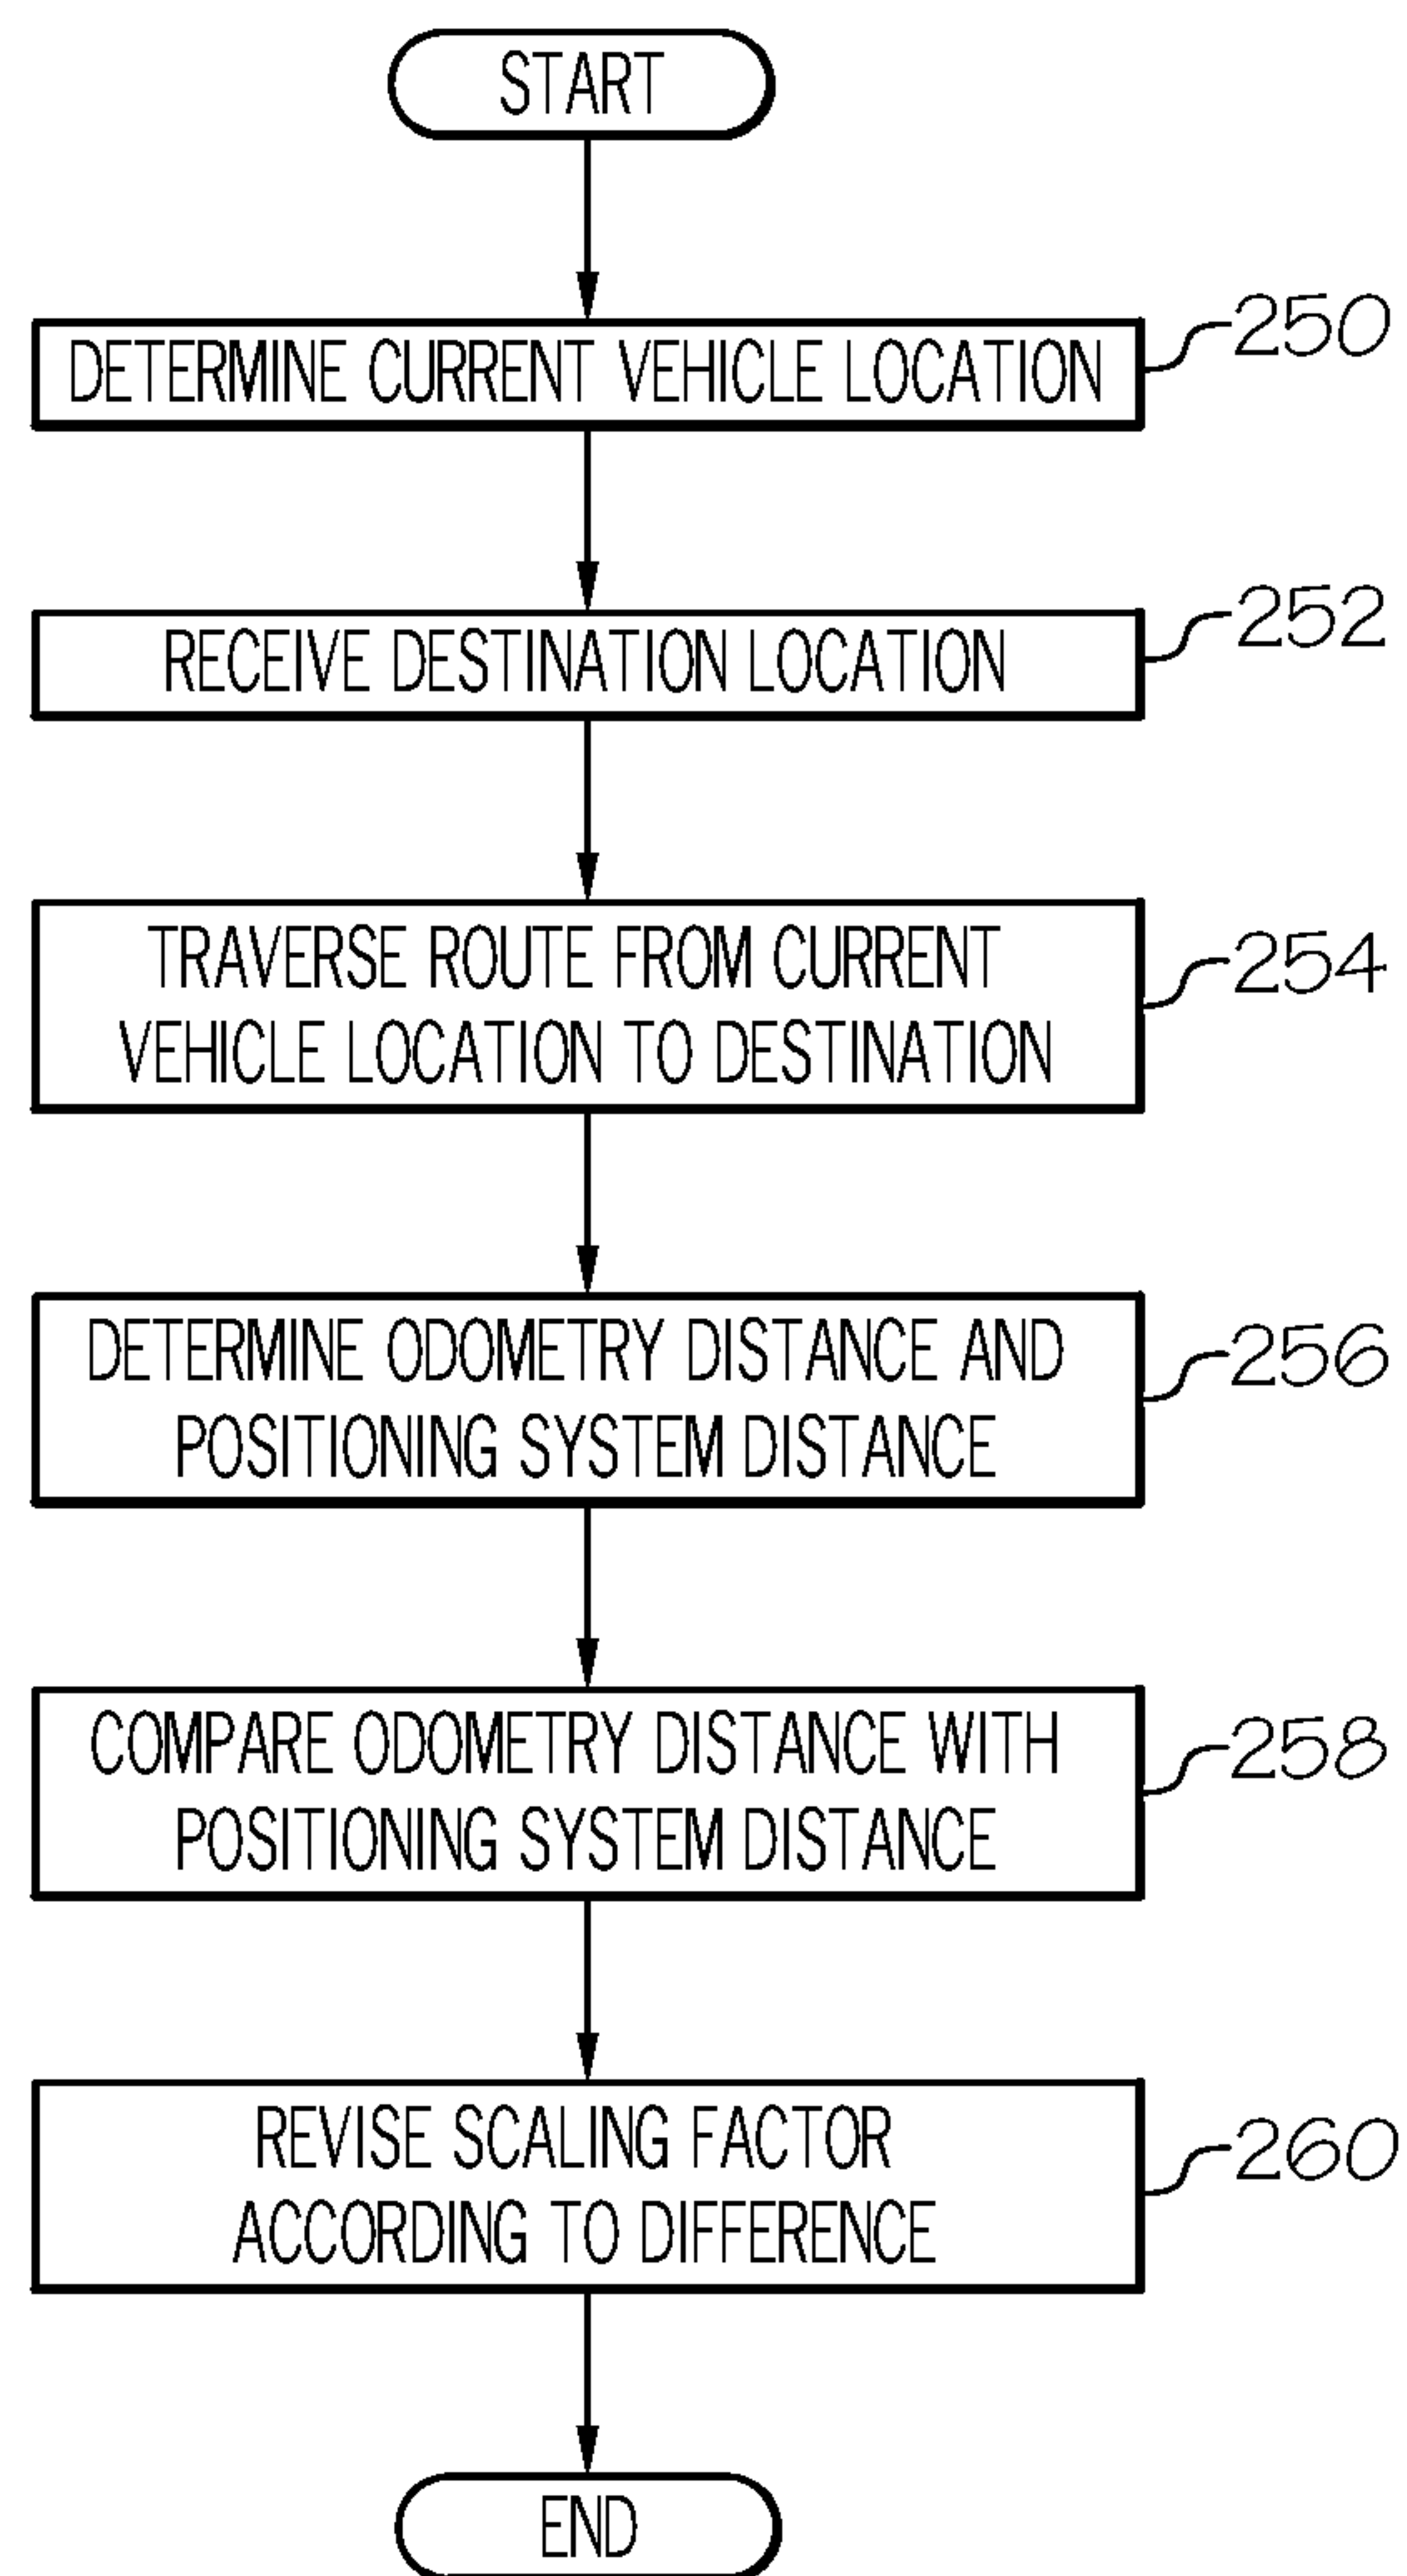 START
DETERMINE CURRENT VEHICLE LOCATION
250
RECEIVE DESTINATION LOCATION
252
TRAVERSE ROUTE FROM CURRENT
VEHICLE LOCATION TO DESTINATION
254
DETERMINE ODOMETRY DISTANCE AND
POSITIONING SYSTEM DISTANCE
256
COMPARE ODOMETRY DISTANCE WITH
POSITIONING SYSTEM DISTANCE
258
REVISE SCALING FACTOR
ACCORDING TO DIFFERENCE
260
END